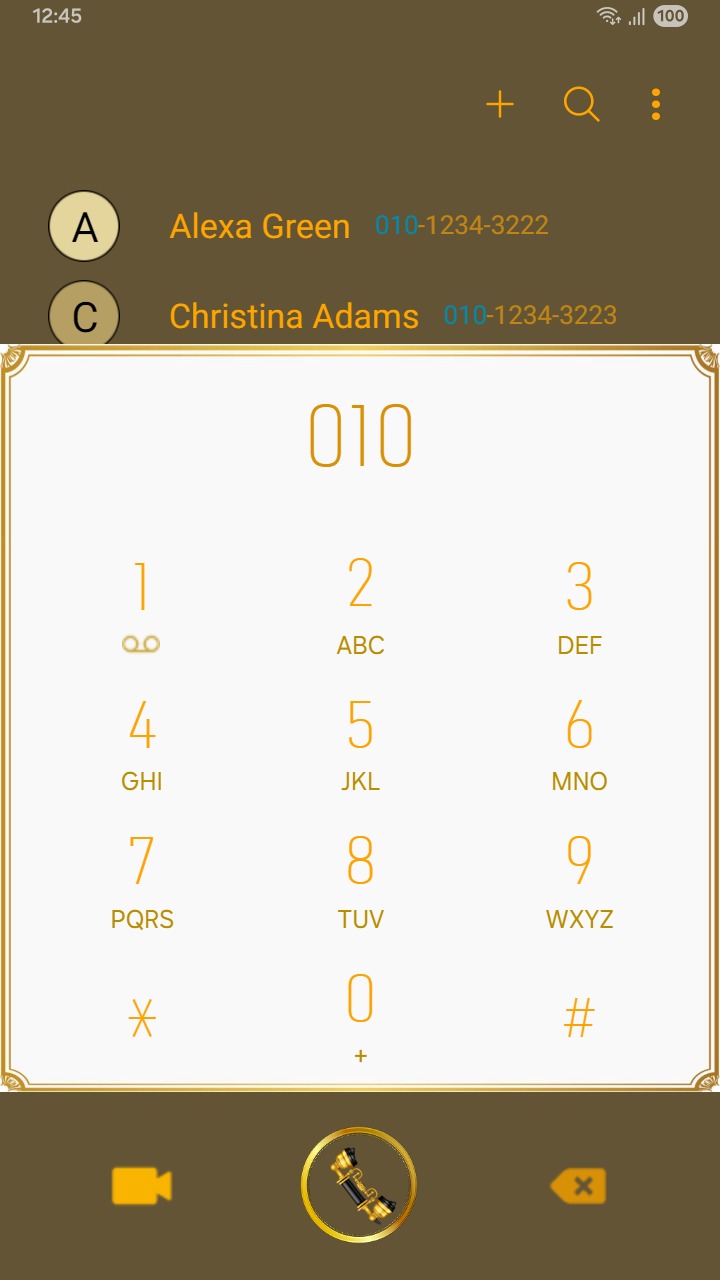 12:45 100
A Alexa Green 010-1234-3222
C Christina Adams 010-1234-3223
010
1 2 3
ABC DEF
4 5 6
GHI JKL MNO
7 8 9
PQRS TUV WXYZ
* 0 #
+